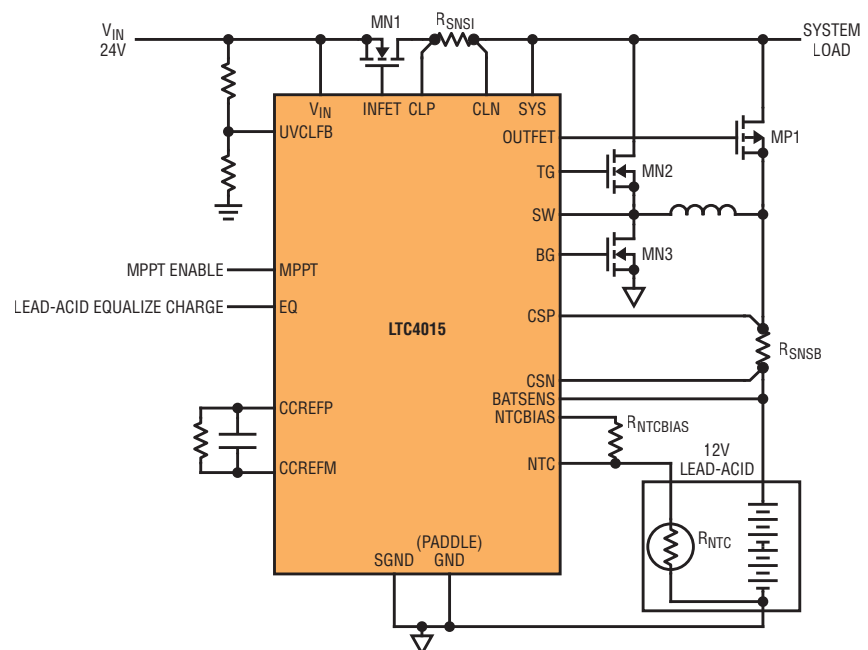 VIN
24V
MN1
RSNSI
SYSTEM
LOAD
VIN
INFET
CLP
CLN
SYS
UVCLFB
OUTFET
MP1
TG
MN2
SW
BG
MN3
MPPT ENABLE
MPPT
LEAD-ACID EQUALIZE CHARGE
EQ
LTC4015
CSP
RSNSB
CSN
BATSENS
NTCBIAS
RNTCBIAS
CCREFP
12V
LEAD-ACID
NTC
CCREFM
RNTC
(PADDLE)
SGND
GND